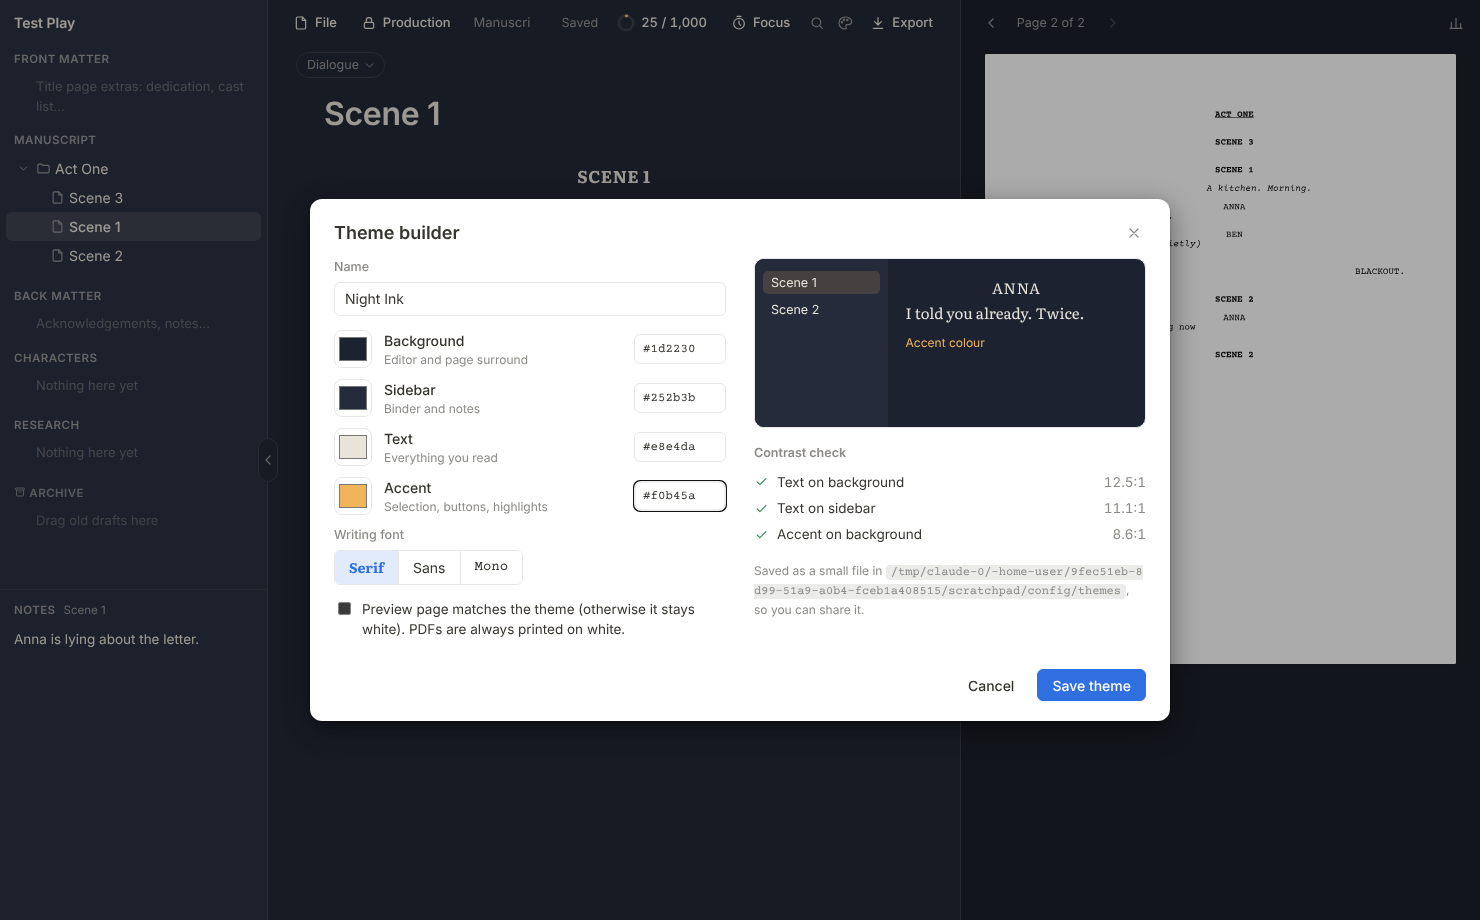 Test Play
File
Production
Manuscri
Saved
25 / 1,000
Focus
Export
Page 2 of 2
FRONT MATTER
Title page extras: dedication, cast
list...
MANUSCRIPT
Act One
Scene 3
Scene 1
Scene 2
BACK MATTER
Acknowledgements, notes...
CHARACTERS
Nothing here yet
RESEARCH
Nothing here yet
ARCHIVE
Drag old drafts here
NOTES Scene 1
Anna is lying about the letter.
Dialogue
Scene 1
SCENE 1
Theme builder
Name
Night Ink
Background
Editor and page surround
#1d2230
Sidebar
Binder and notes
#252b3b
Text
Everything you read
#e8e4da
Accent
Selection, buttons, highlights
#f0b45a
Writing font
Serif
Sans
Mono
Preview page matches the theme (otherwise it stays
white). PDFs are always printed on white.
Scene 1
Scene 2
ANNA
I told you already. Twice.
Accent colour
Contrast check
Text on background 12.5:1
Text on sidebar 11.1:1
Accent on background 8.6:1
Saved as a small file in /tmp/claude-0/-home-user/9fec51eb-8
d99-51a9-a0b4-fceb1a408515/scratchpad/config/themes,
so you can share it.
Cancel
Save theme
ACT ONE
SCENE 3
SCENE 1
A kitchen. Morning.
ANNA
BEN
ietly)
BLACKOUT.
SCENE 2
ANNA
now
SCENE 2